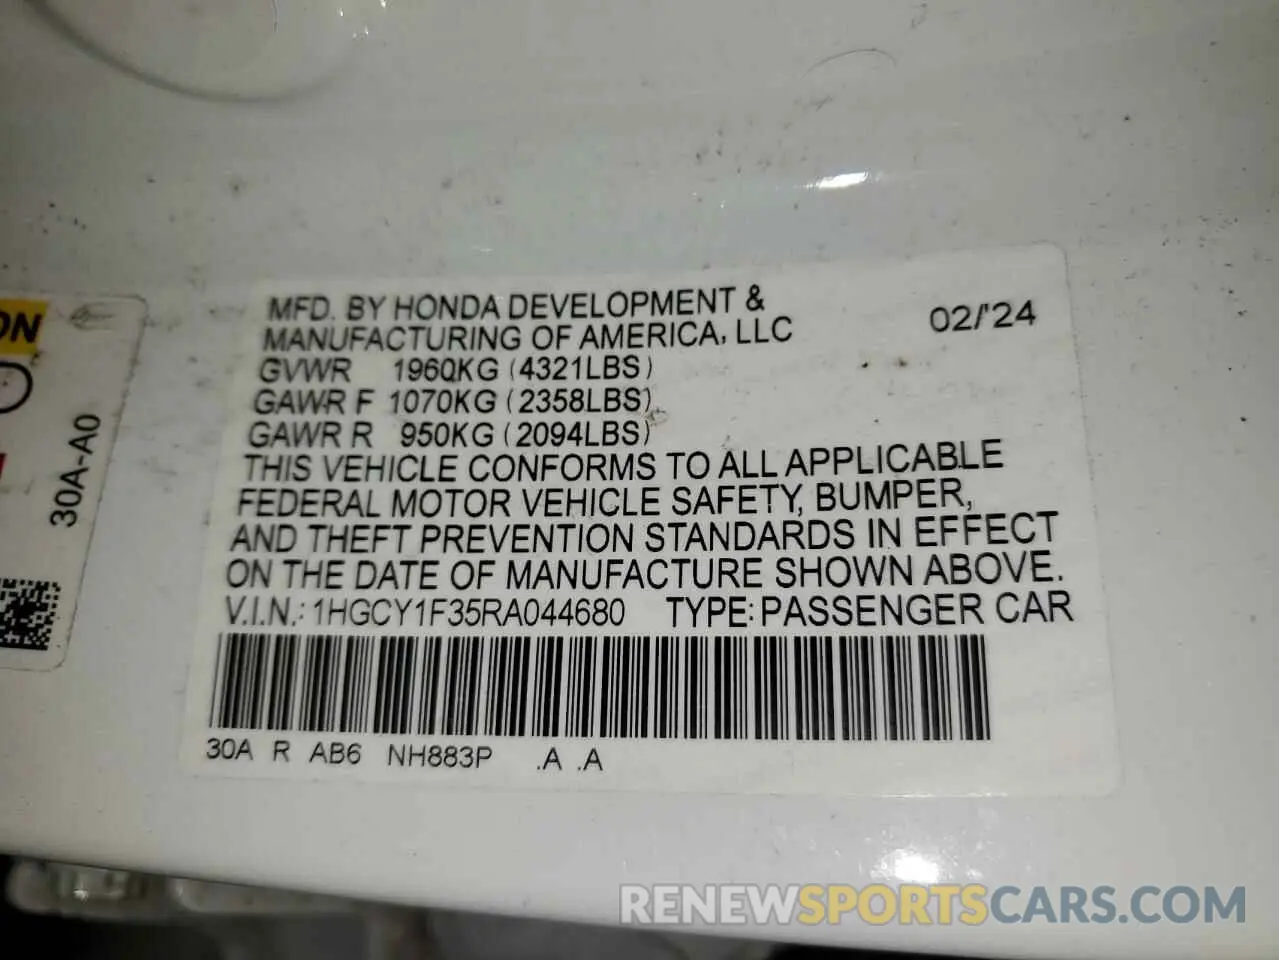 MFD. BY HONDA DEVELOPMENT &
MANUFACTURING OF AMERICA, LLC
02/'24
GVWR 1960KG (4321LBS)
GAWR F 1070KG (2358LBS)
GAWR R 950KG (2094LBS)
THIS VEHICLE CONFORMS TO ALL APPLICABLE
FEDERAL MOTOR VEHICLE SAFETY, BUMPER,
AND THEFT PREVENTION STANDARDS IN EFFECT
ON THE DATE OF MANUFACTURE SHOWN ABOVE.
V.I.N.: 1HGCY1F35RA044680 TYPE: PASSENGER CAR
30A R AB6 NH883P .A .A
ON
30A-A0
RENEWSPORTSCARS.COM